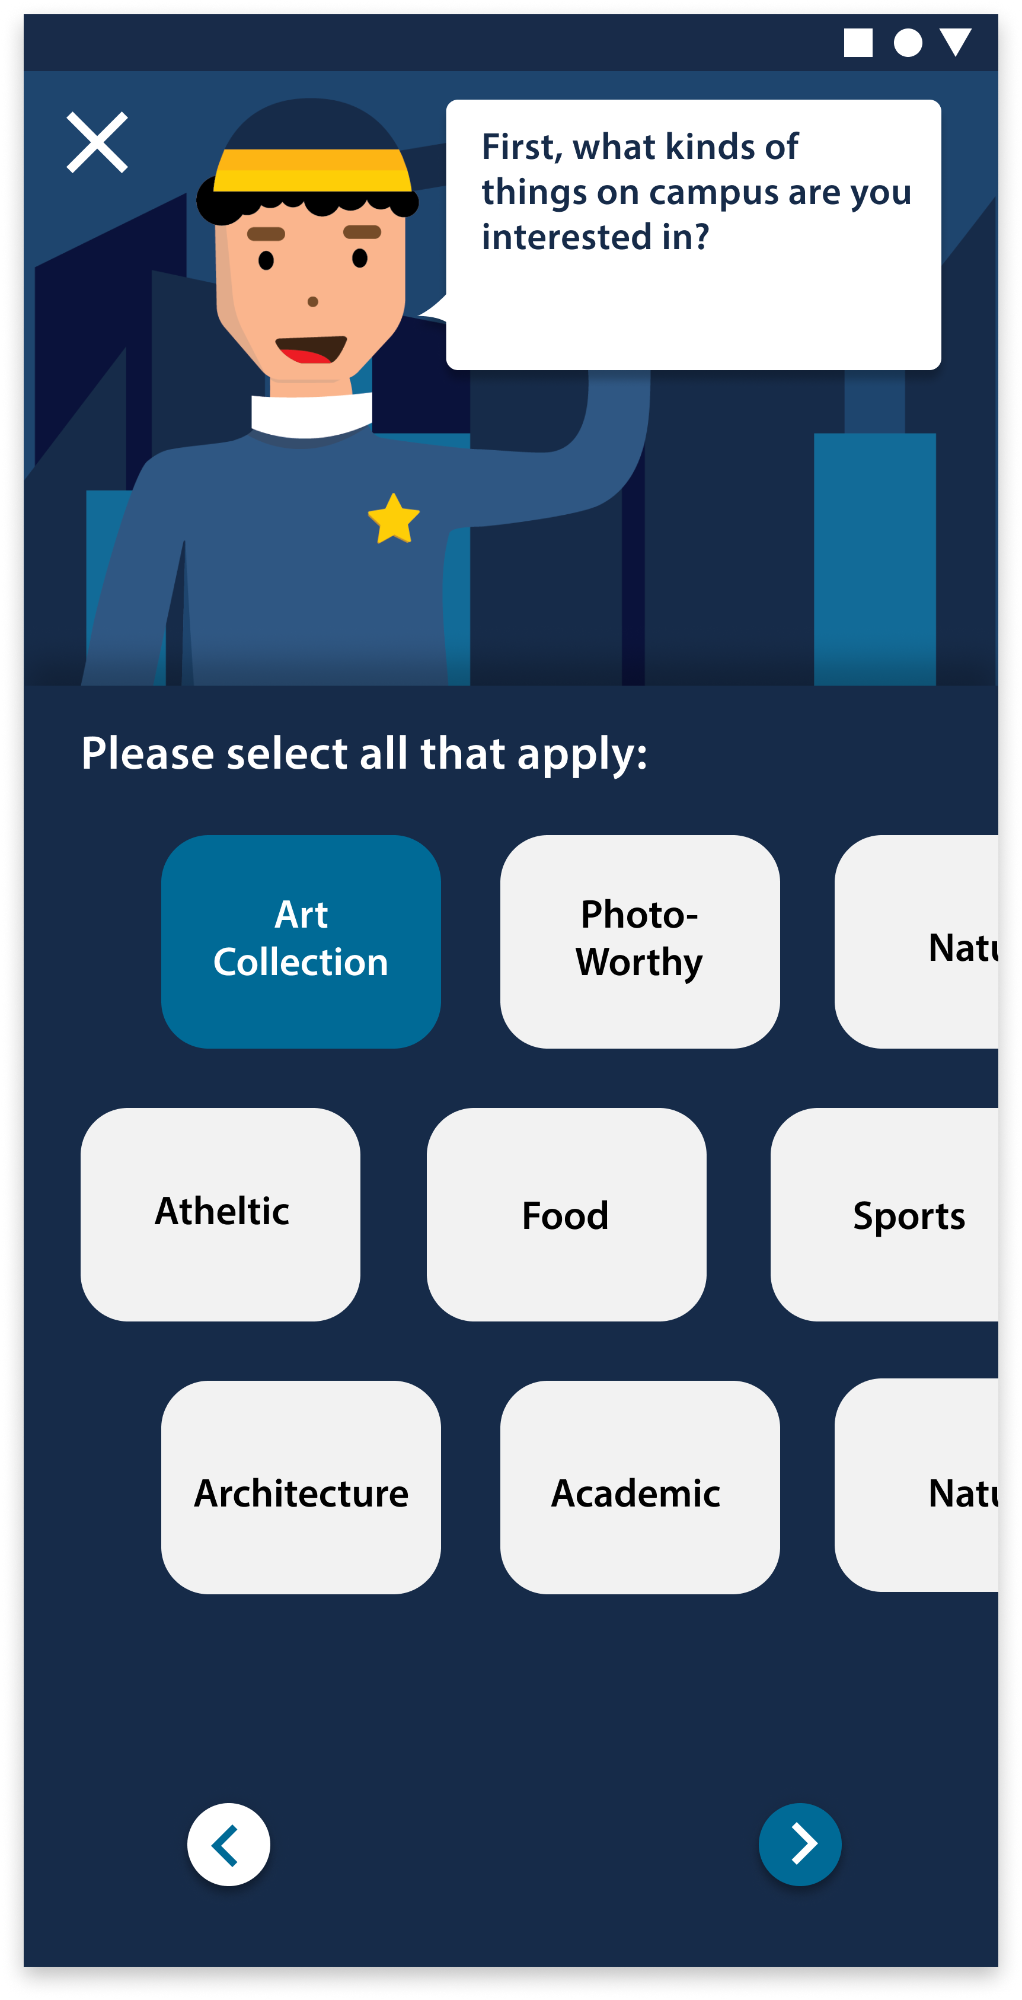 First, what kinds of
things on campus are you
interested in?
Please select all that apply:
Art
Collection
Photo-
Worthy
Natu
Atheltic
Food
Sports
Architecture
Academic
Natu